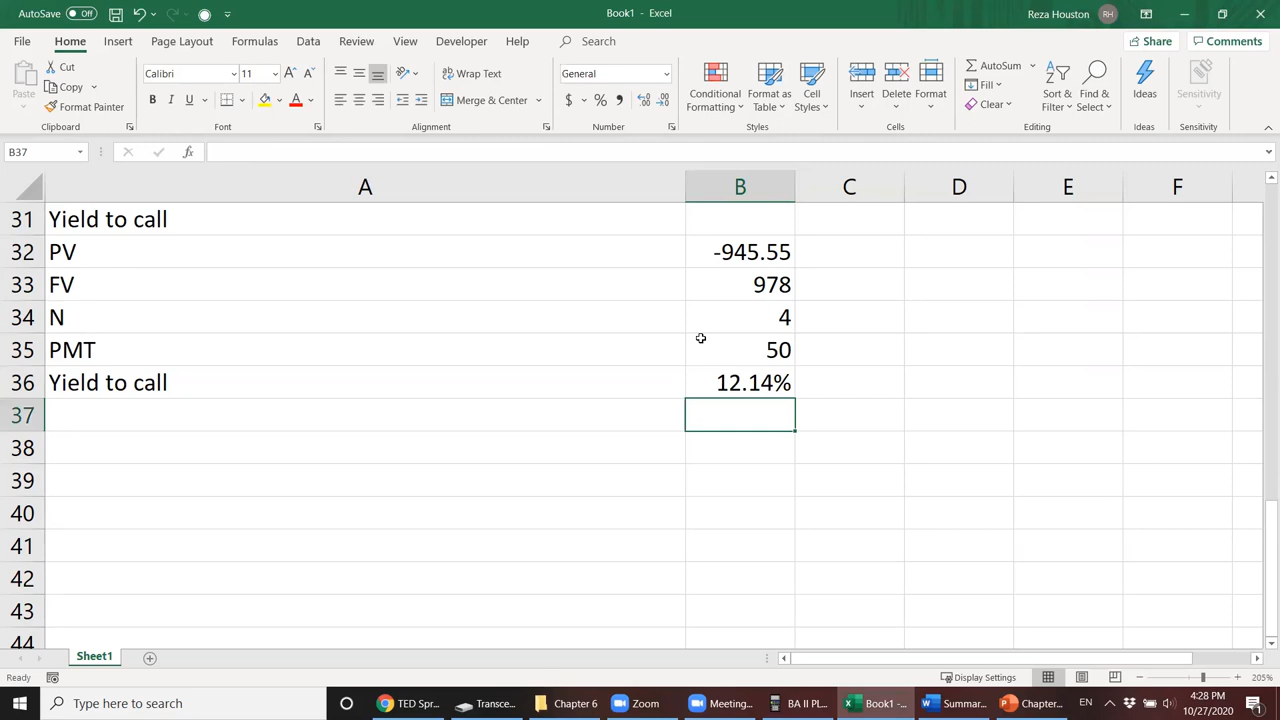 AutoSave Off Book1 - Excel Reza Houston RH
File Home Insert Page Layout Formulas Data Review View Developer Help Search Share Comments
Paste Cut Copy Format Painter
Calibri 11 B I U A
Wrap Text Merge & Center
General $ % 9
Conditional Formatting Format as Table Cell Styles
Insert Delete Format
AutoSum Fill Clear Sort & Filter Find & Select
Ideas Sensitivity
Clipboard Font Alignment Number Styles Cells Editing Ideas Sensitivity
B37 fx
A B C D E F
31 Yield to call
32 PV -945.55
33 FV 978
34 N 4
35 PMT 50
36 Yield to call 12.14%
37
38
39
40
41
42
43
44
Sheet1
Ready Display Settings 205%
Type here to search TED Spr... Transce... Chapter 6 Zoom Meeting... BA II PL... Book1 -... Summar... Chapter... EN 4:28 PM
10/27/2020